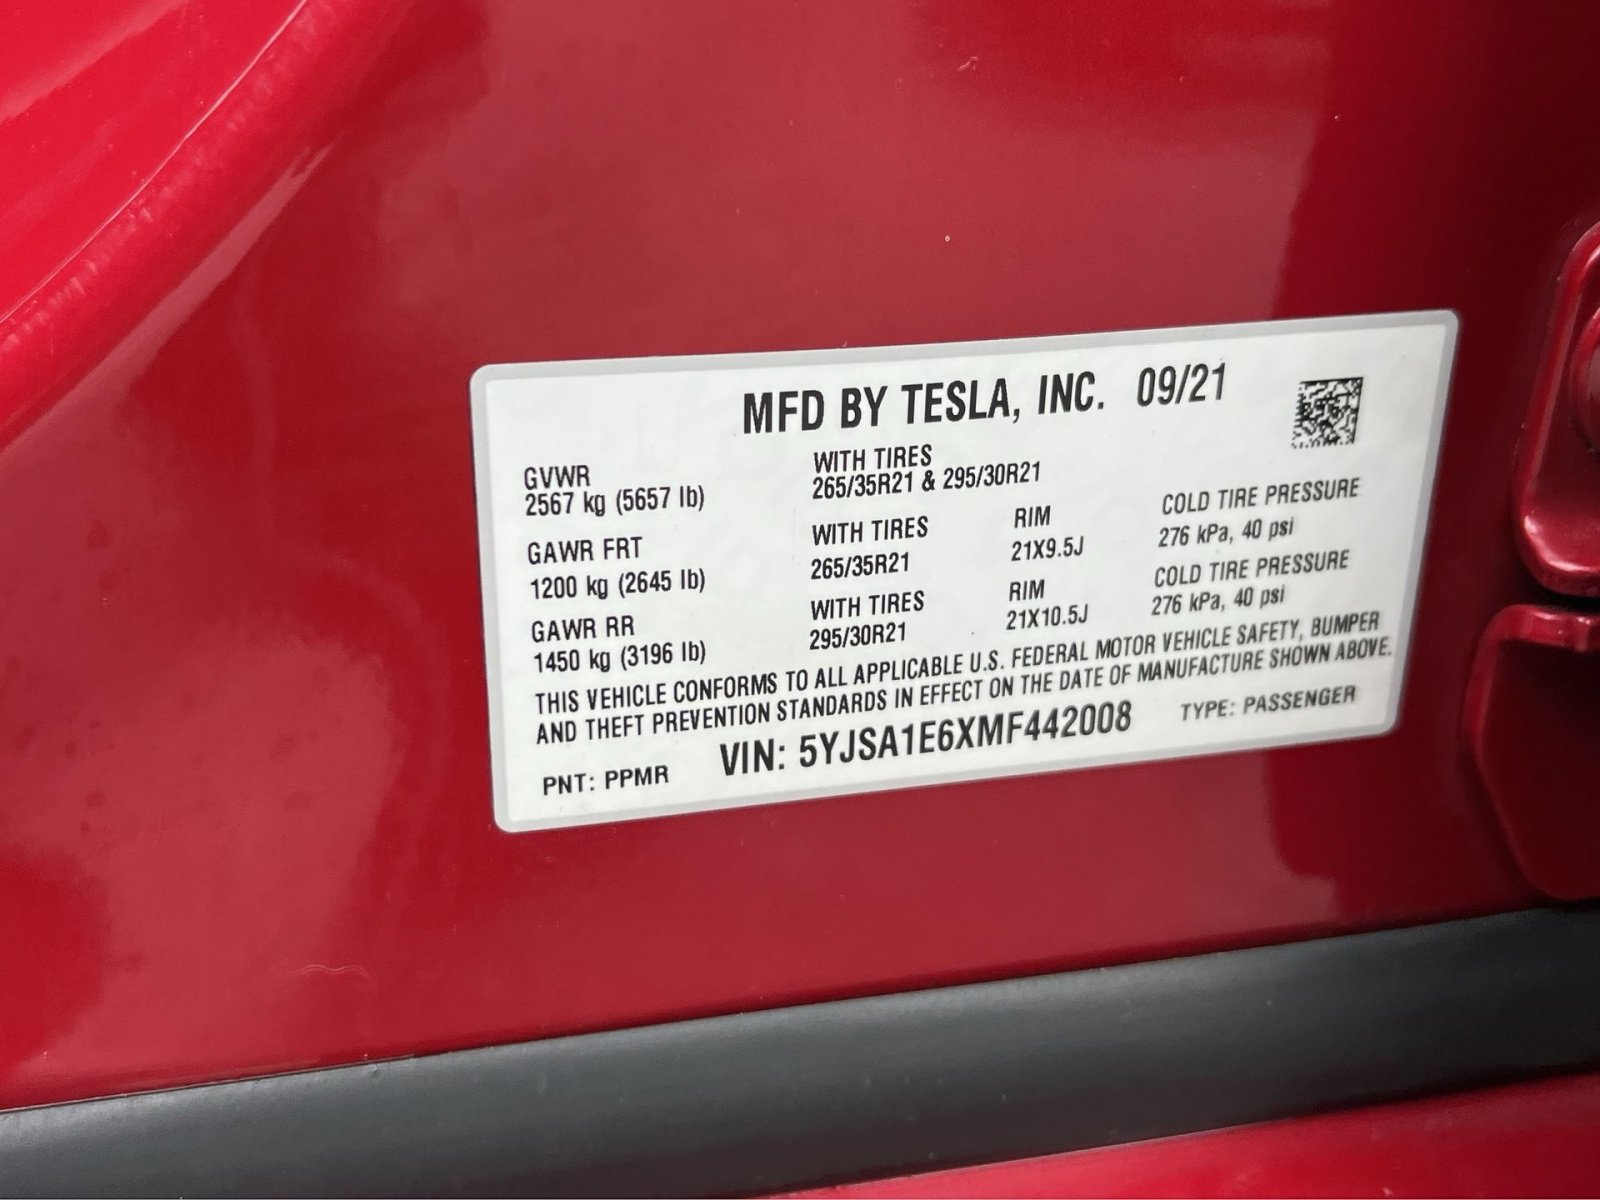 MFD BY TESLA, INC. 09/21
GVWR
2567 kg (5657 lb)
WITH TIRES
265/35R21 & 295/30R21
GAWR FRT
1200 kg (2645 lb)
WITH TIRES
265/35R21
RIM
21X9.5J
COLD TIRE PRESSURE
276 kPa, 40 psi
GAWR RR
1450 kg (3196 lb)
WITH TIRES
295/30R21
RIM
21X10.5J
COLD TIRE PRESSURE
276 kPa, 40 psi
THIS VEHICLE CONFORMS TO ALL APPLICABLE U.S. FEDERAL MOTOR VEHICLE SAFETY, BUMPER
AND THEFT PREVENTION STANDARDS IN EFFECT ON THE DATE OF MANUFACTURE SHOWN ABOVE.
PNT: PPMR VIN: 5YJSA1E6XMF442008 TYPE: PASSENGER